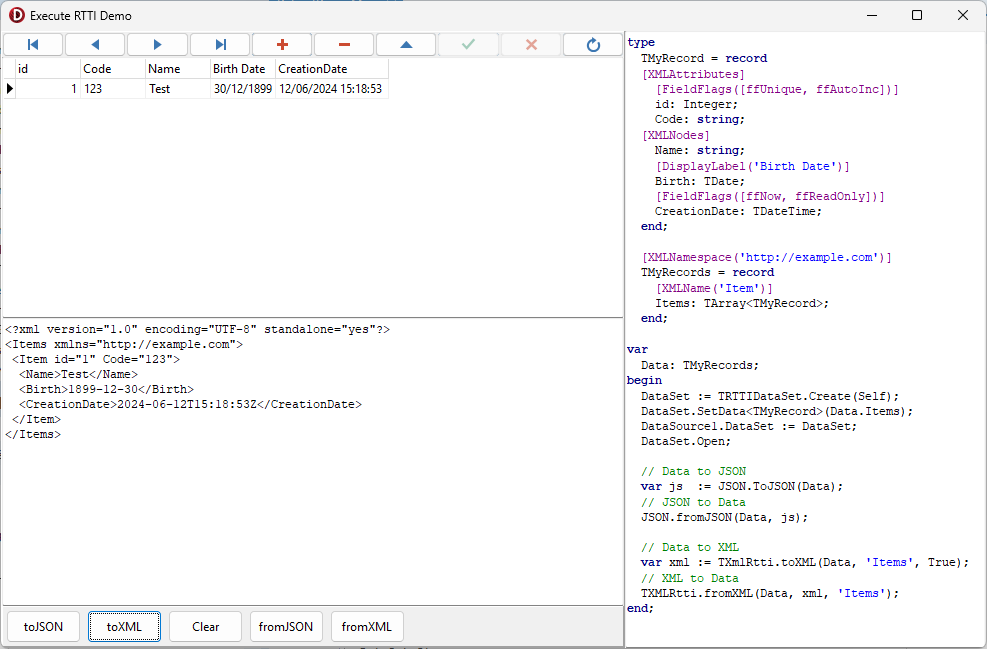 Execute RTTI Demo
id Code Name Birth Date CreationDate
1 123 Test 30/12/1899 12/06/2024 15:18:53
<?xml version="1.0" encoding="UTF-8" standalone="yes"?>
<Items xmlns="http://example.com">
 <Item id="1" Code="123">
  <Name>Test</Name>
  <Birth>1899-12-30</Birth>
  <CreationDate>2024-06-12T15:18:53Z</CreationDate>
 </Item>
</Items>
toJSON toXML Clear fromJSON fromXML
type
  TMyRecord = record
  [XMLAttributes]
    [FieldFlags([ffUnique, ffAutoInc])]
    id: Integer;
    Code: string;
  [XMLNodes]
    Name: string;
    [DisplayLabel('Birth Date')]
    Birth: TDate;
    [FieldFlags([ffNow, ffReadOnly])]
    CreationDate: TDateTime;
  end;

  [XMLNamespace('http://example.com')]
  TMyRecords = record
    [XMLName('Item')]
    Items: TArray<TMyRecord>;
  end;

var
  Data: TMyRecords;
begin
  DataSet := TRTTIDataSet.Create(Self);
  DataSet.SetData<TMyRecord>(Data.Items);
  DataSource1.DataSet := DataSet;
  DataSet.Open;

  // Data to JSON
  var js  := JSON.ToJSON(Data);
  // JSON to Data
  JSON.fromJSON(Data, js);

  // Data to XML
  var xml := TXmlRtti.toXML(Data, 'Items', True);
  // XML to Data
  TXMLRtti.fromXML(Data, xml, 'Items');
end;